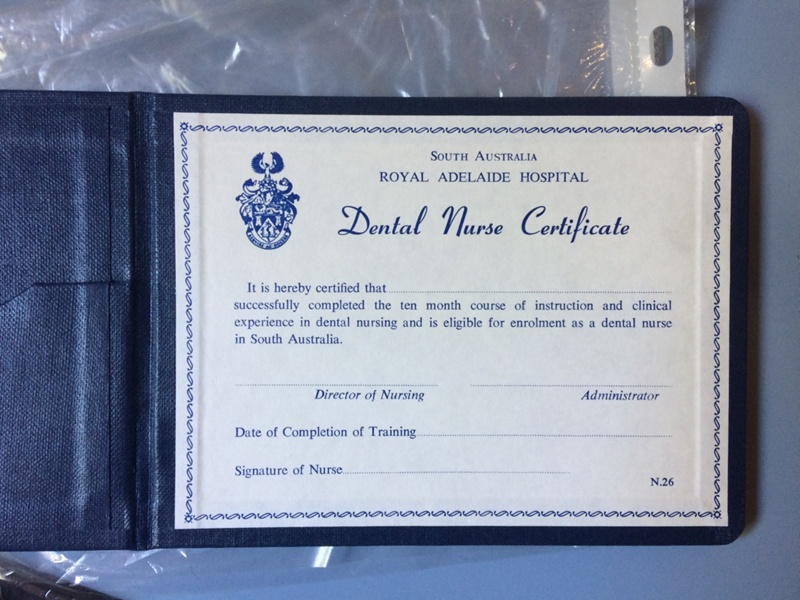 SOUTH AUSTRALIA
ROYAL ADELAIDE HOSPITAL
Dental Nurse Certificate
It is hereby certified that
successfully completed the ten month course of instruction and clinical
experience in dental nursing and is eligible for enrolment as a dental nurse
in South Australia.
Director of Nursing Administrator
Date of Completion of Training
Signature of Nurse
N.26